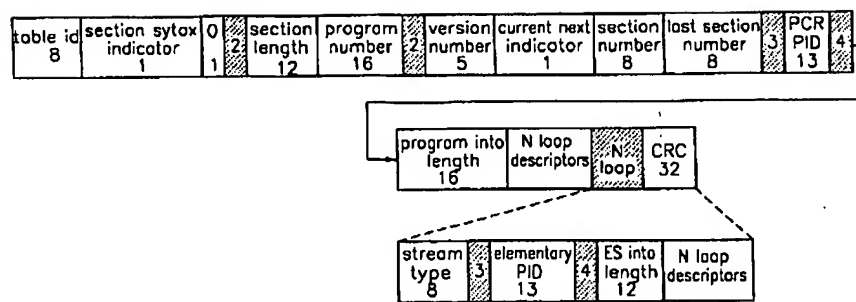 table id
8
section sytax
indicator
1
0
1
2
section
length
12
program
number
16
2
version
number
5
current next
indicator
1
section
number
8
last section
number
8
3
PCR
PID
13
4
program into
length
16
N loop
descriptors
N
loop
CRC
32
stream
type
8
3
elementary
PID
13
4
ES into
length
12
N loop
descriptors